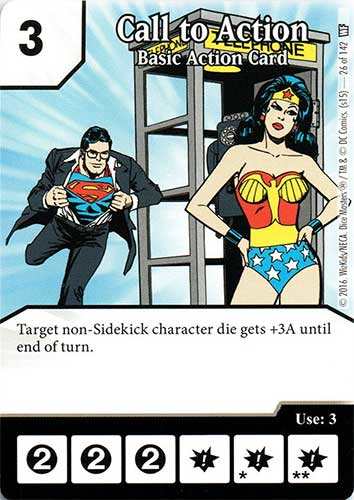 3
Call to Action
Basic Action Card
TELEPHONE
Target non-Sidekick character die gets +3A until
end of turn.
Use: 3
2 2 2 ! ! !
* **
© 2016 WizKids/NECA. Dice Masters ® / TM & © DC Comics. (s15) — 26 of 142 WF